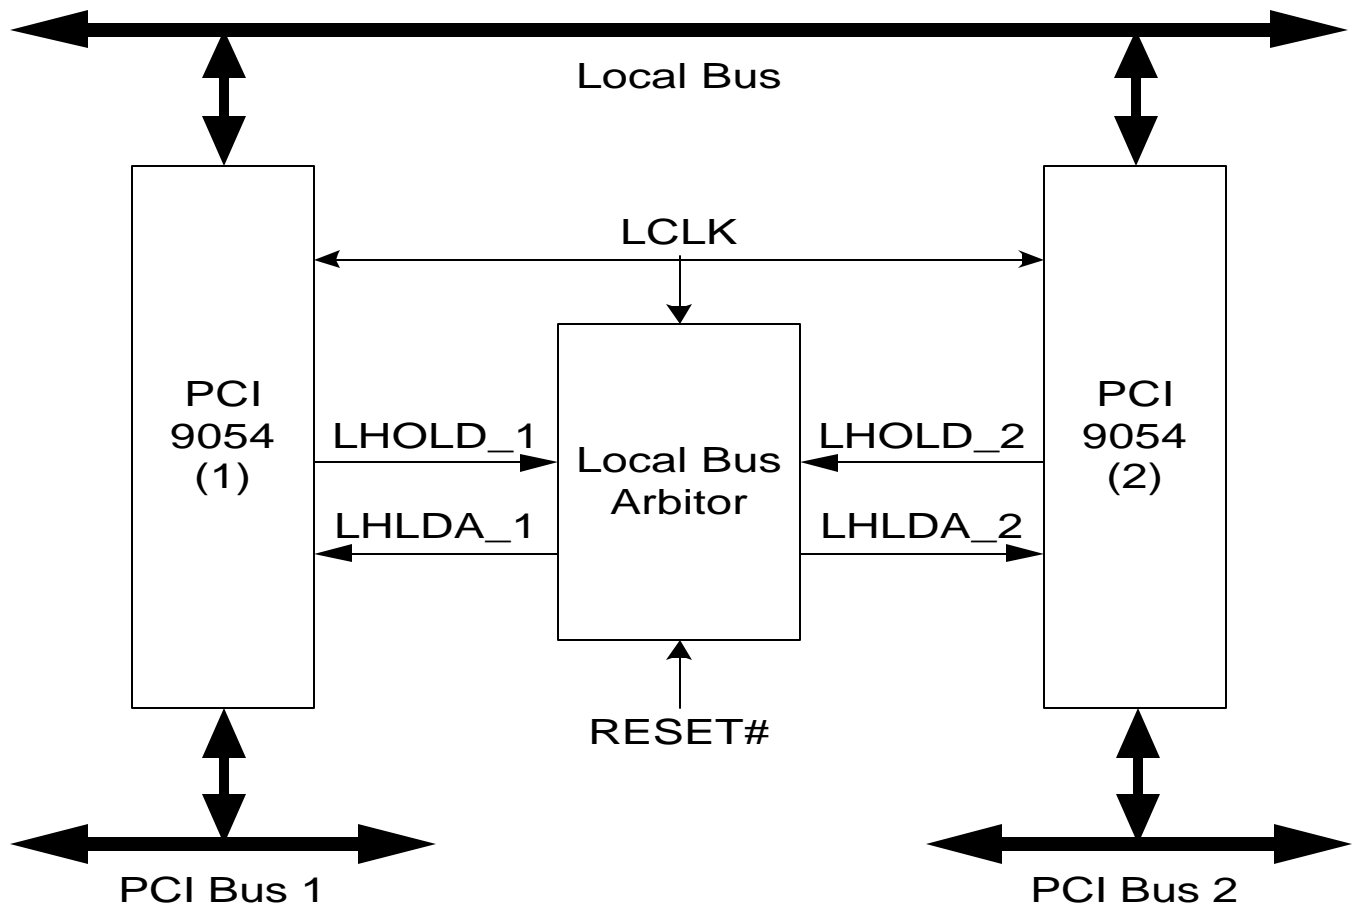 Local Bus
LCLK
PCI
9054
(1)
LHOLD_1
LHLDA_1
Local Bus
Arbitor
LHOLD_2
LHLDA_2
PCI
9054
(2)
RESET#
PCI Bus 1
PCI Bus 2